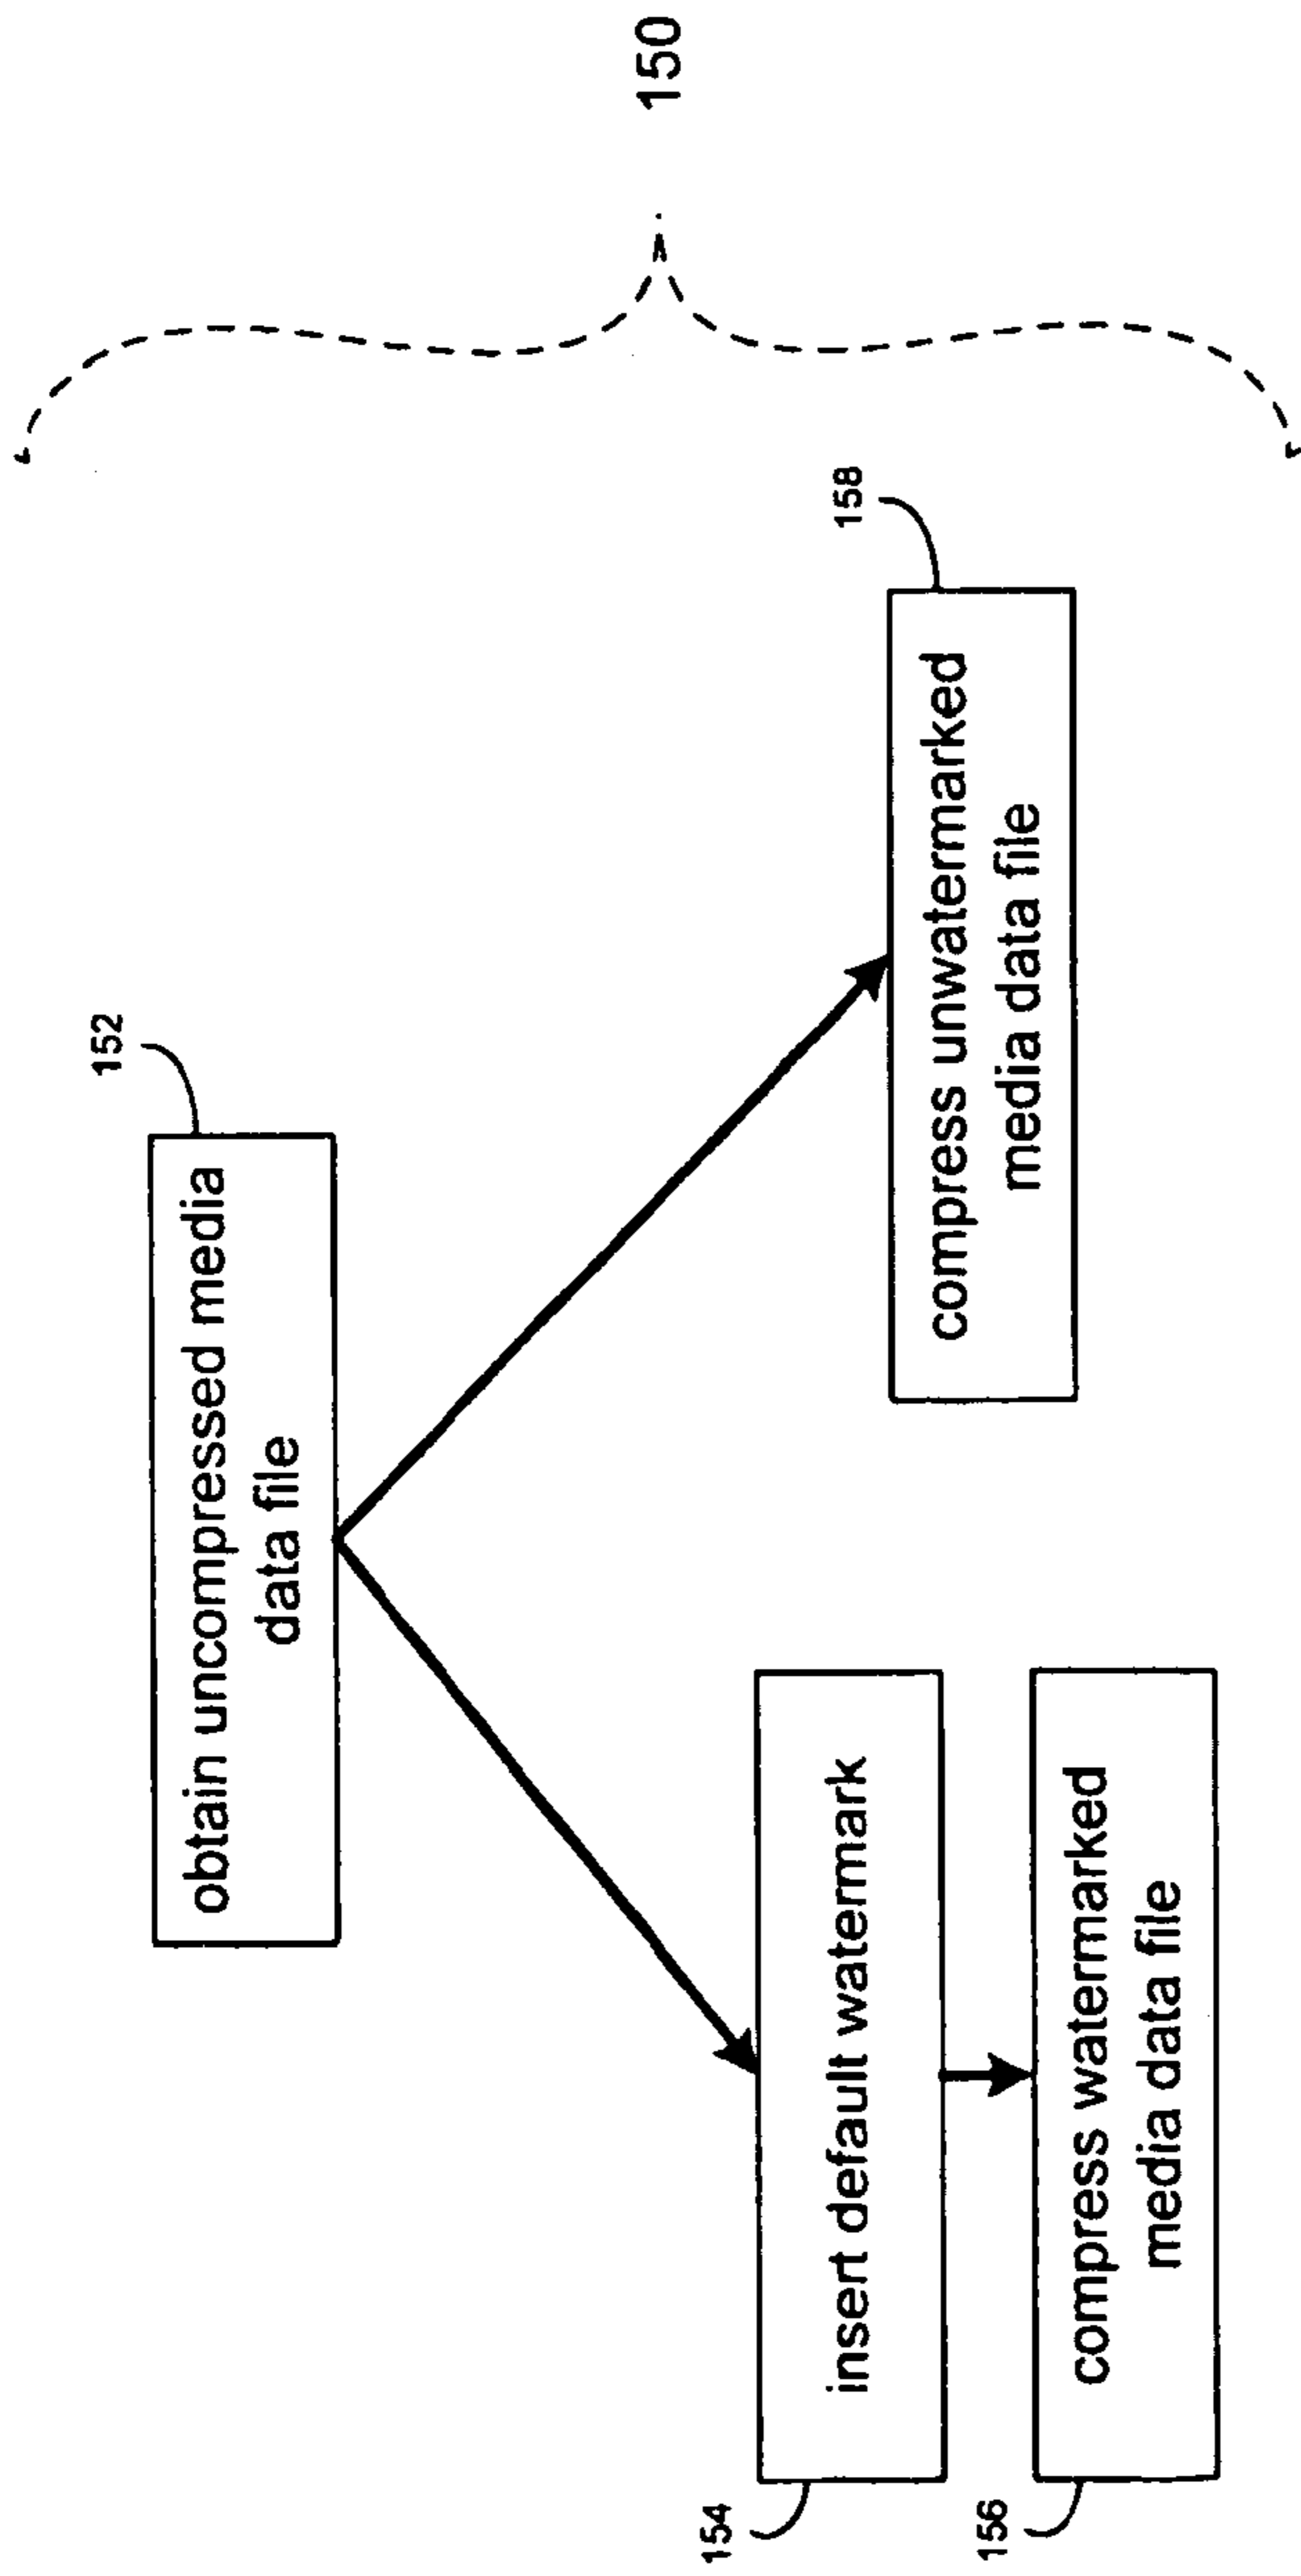 150
152
obtain uncompressed media
data file
154
insert default watermark
156
compress watermarked
media data file
158
compress unwatermarked
media data file